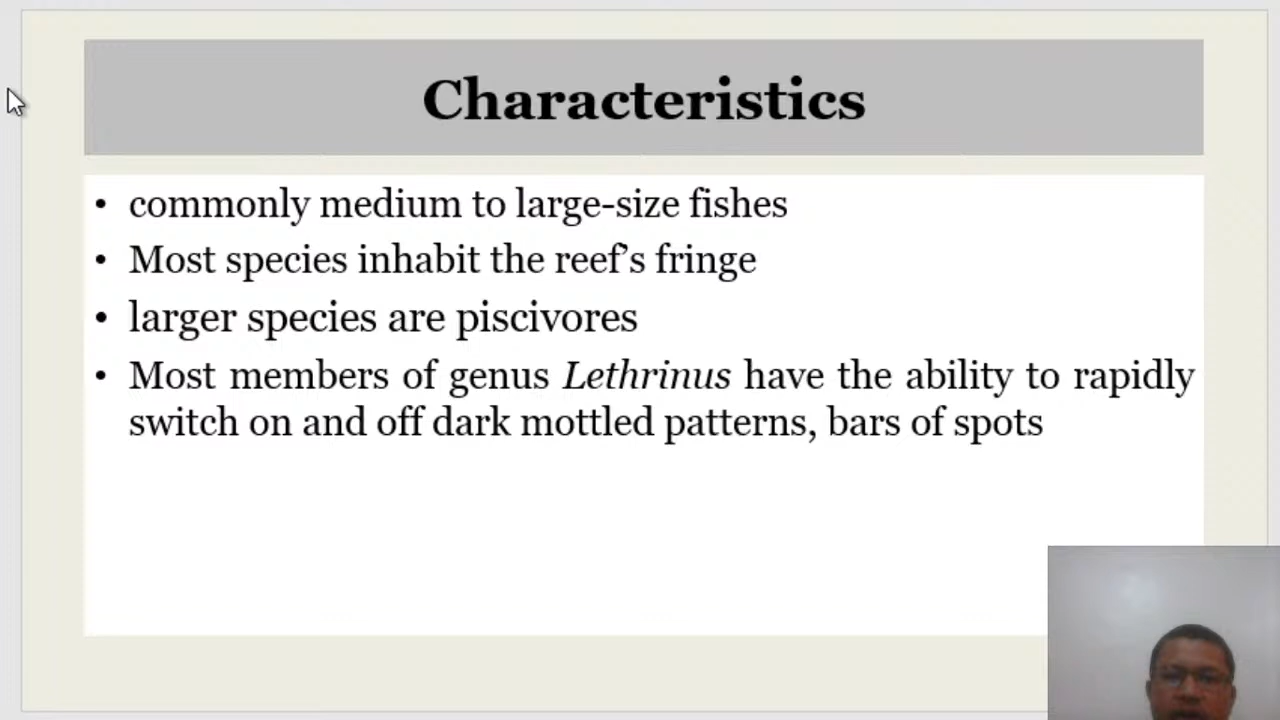 Characteristics
• commonly medium to large-size fishes
• Most species inhabit the reef’s fringe
• larger species are piscivores
• Most members of genus Lethrinus have the ability to rapidly
switch on and off dark mottled patterns, bars of spots